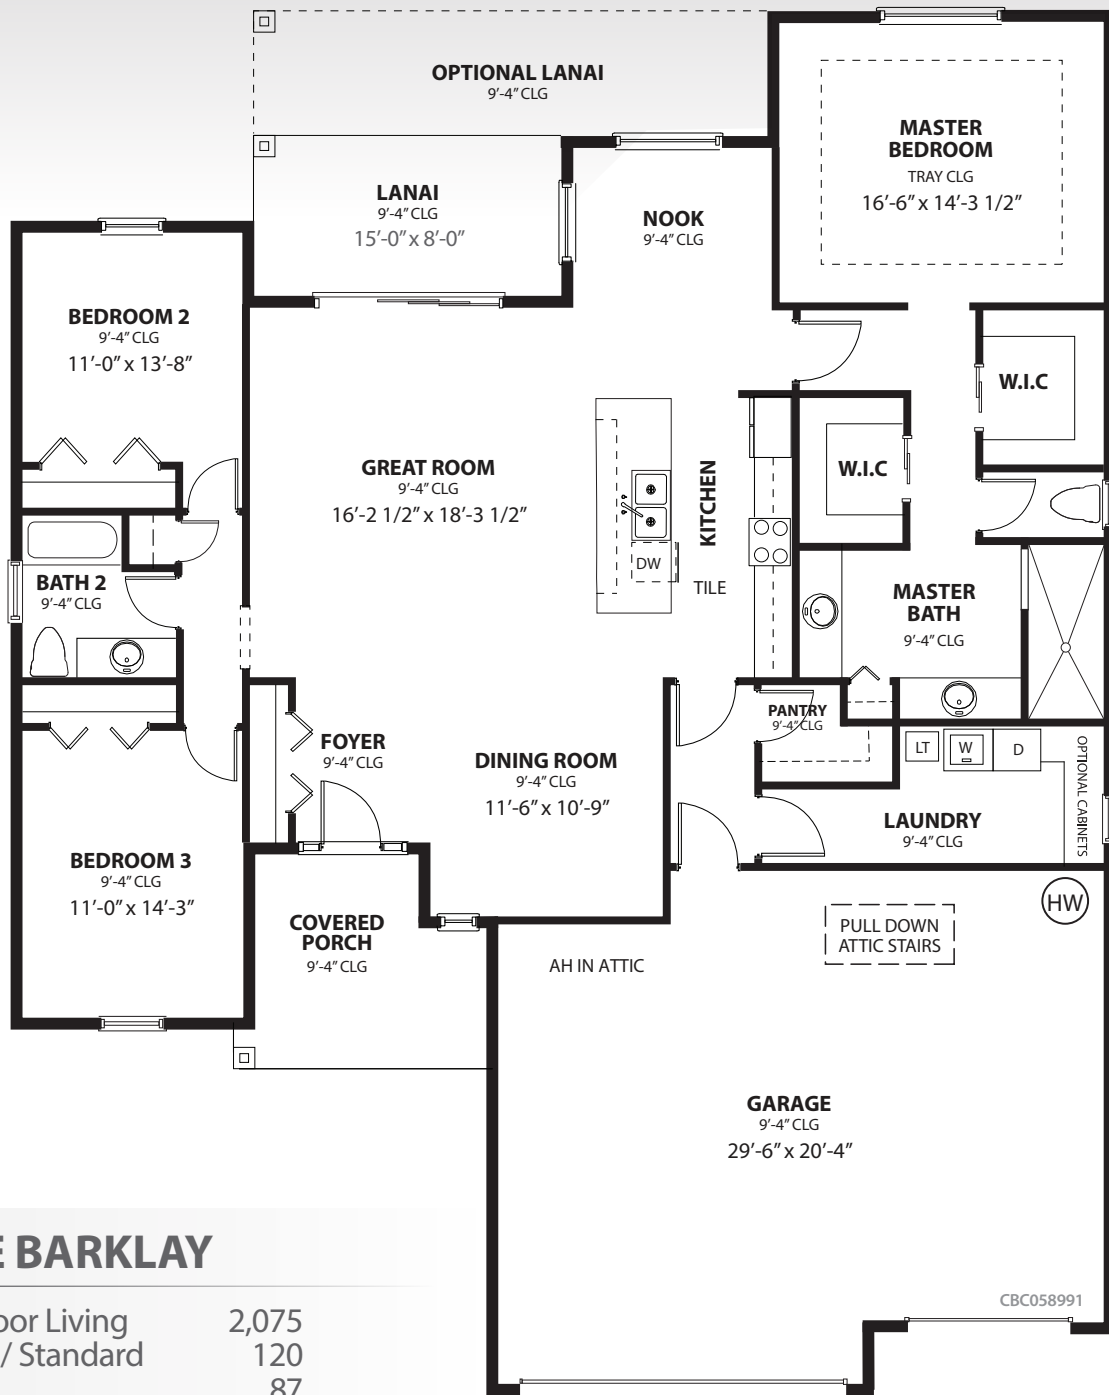 OPTIONAL LANAI
9'-4" CLG
MASTER
BEDROOM
TRAY CLG
16'-6" x 14'-3 1/2"
LANAI
9'-4" CLG
15'-0" x 8'-0"
NOOK
9'-4" CLG
BEDROOM 2
9'-4" CLG
11'-0" x 13'-8"
W.I.C
W.I.C
GREAT ROOM
9'-4" CLG
16'-2 1/2" x 18'-3 1/2"
KITCHEN
DW
TILE
BATH 2
9'-4" CLG
MASTER
BATH
9'-4" CLG
PANTRY
9'-4" CLG
FOYER
9'-4" CLG
DINING ROOM
9'-4" CLG
11'-6" x 10'-9"
LT
W
D
OPTIONAL CABINETS
LAUNDRY
9'-4" CLG
BEDROOM 3
9'-4" CLG
11'-0" x 14'-3"
COVERED
PORCH
9'-4" CLG
HW
PULL DOWN
ATTIC STAIRS
AH IN ATTIC
GARAGE
9'-4" CLG
29'-6" x 20'-4"
CBC058991
E BARKLAY
oor Living 2,075
/ Standard 120
87